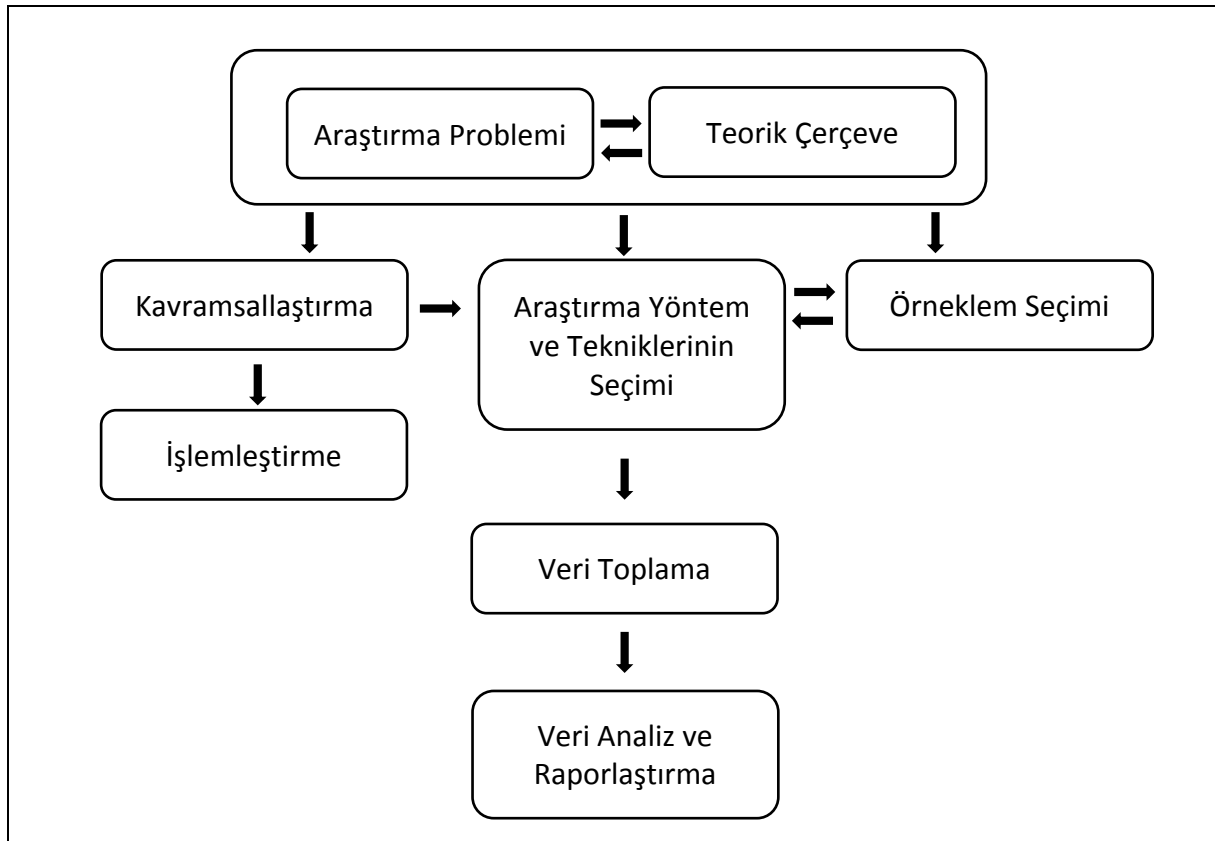 Araştırma Problemi
Teorik Çerçeve
Kavramsallaştırma
Araştırma Yöntem
ve Tekniklerinin
Seçimi
Örneklem Seçimi
İşlemleştirme
Veri Toplama
Veri Analiz ve
Raporlaştırma